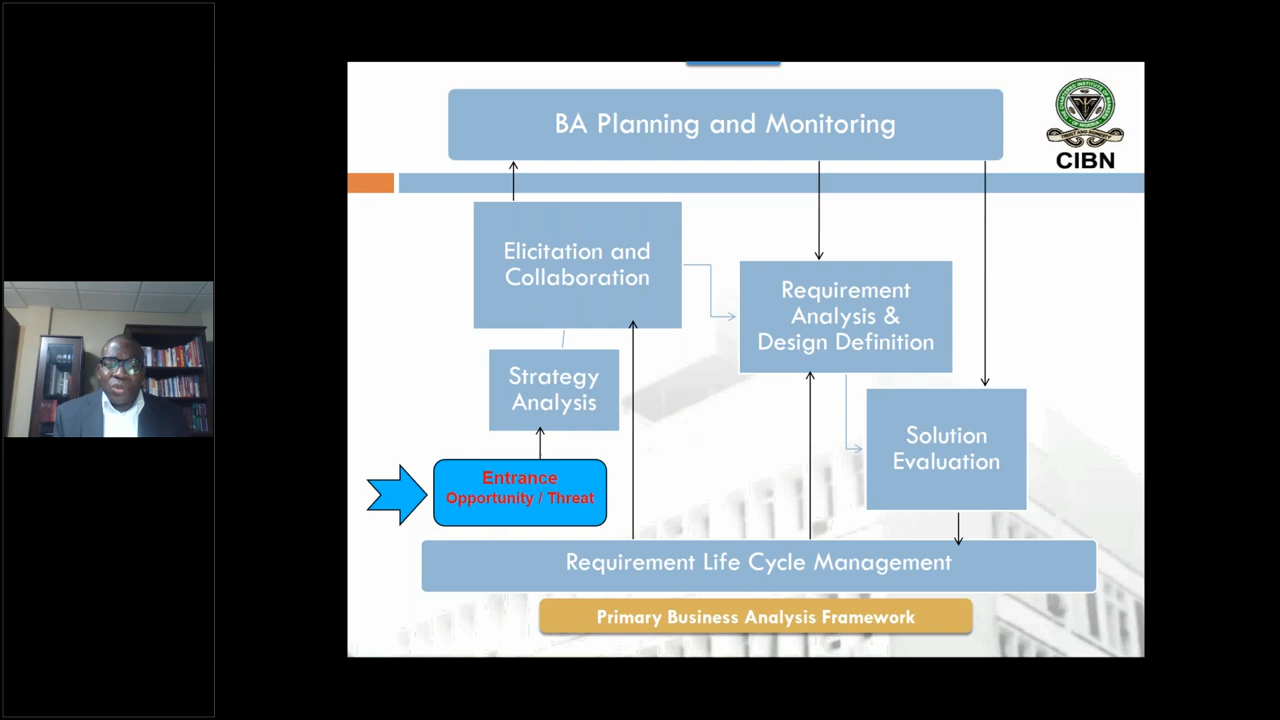 BA Planning and Monitoring
CIBN
Elicitation and
Collaboration
Requirement
Analysis &
Design Definition
Strategy
Analysis
Solution
Evaluation
Entrance
Opportunity / Threat
Requirement Life Cycle Management
Primary Business Analysis Framework